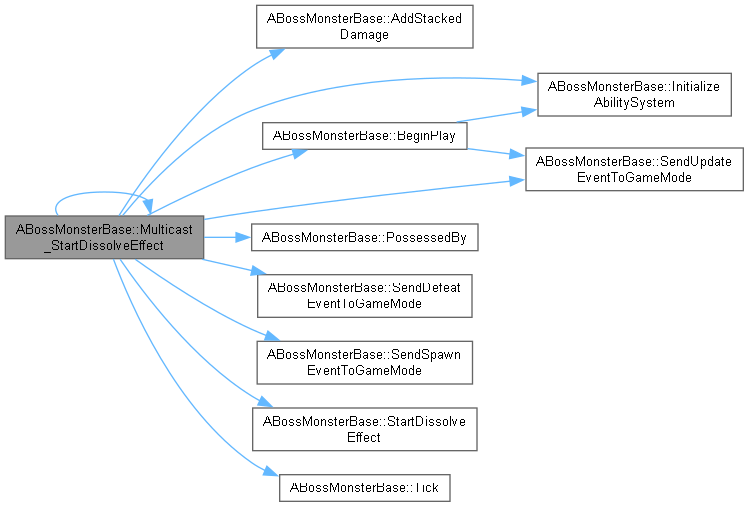 ABossMonsterBase::AddStacked
Damage
ABossMonsterBase::Initialize
AbilitySystem
ABossMonsterBase::BeginPlay
ABossMonsterBase::SendUpdate
EventToGameMode
ABossMonsterBase::Multicast
_StartDissolveEffect
ABossMonsterBase::PossessedBy
ABossMonsterBase::SendDefeat
EventToGameMode
ABossMonsterBase::SendSpawn
EventToGameMode
ABossMonsterBase::StartDissolve
Effect
ABossMonsterBase::Tick